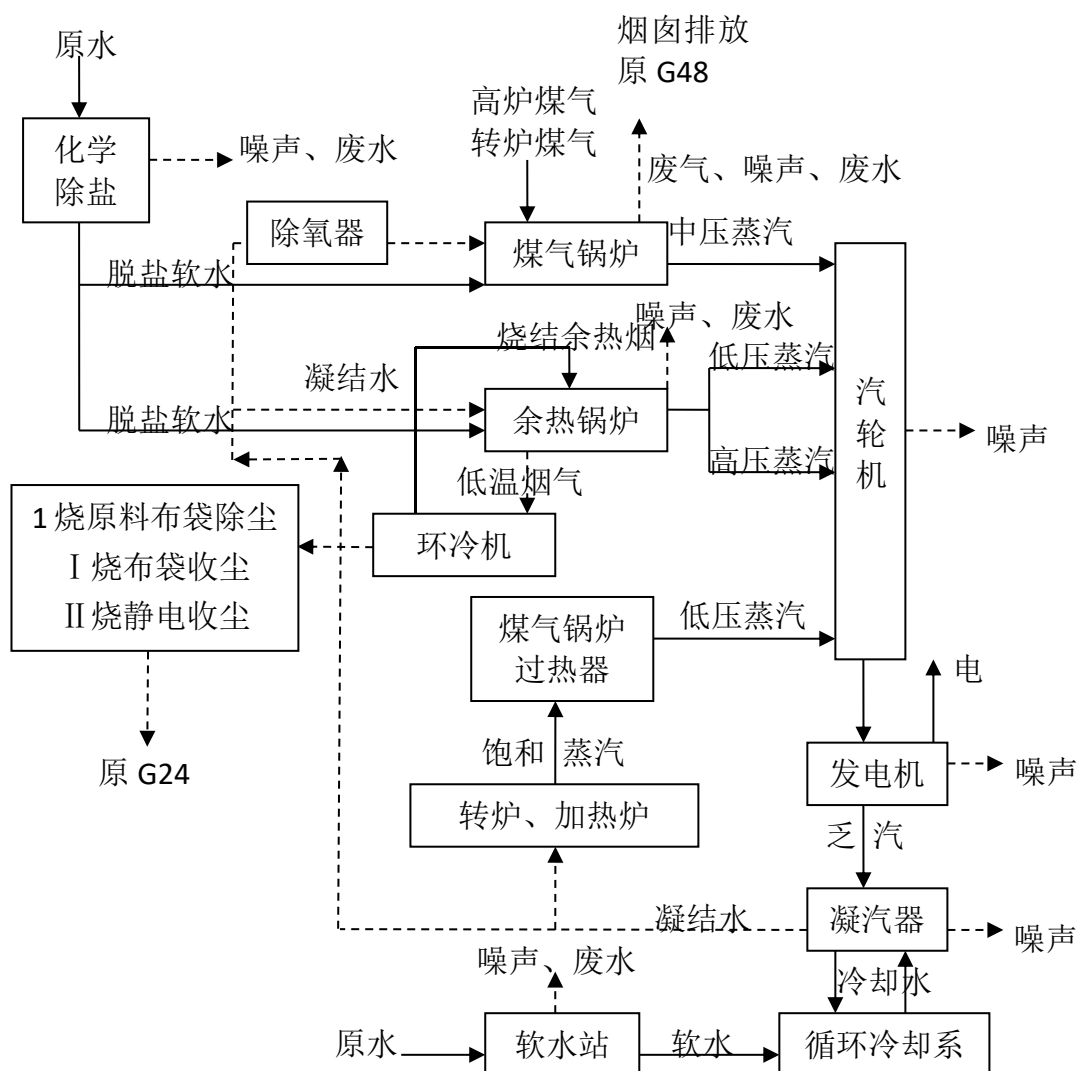 烟囱排放
原 G48
原水
高炉煤气
转炉煤气
化学
除盐
噪声、废水
废气、噪声、废水
除氧器
煤气锅炉
中压蒸汽
脱盐软水
噪声、废水
烧结余热烟
低压蒸汽
凝结水
余热锅炉
脱盐软水
汽轮机
噪声
高压蒸汽
低温烟气
1 烧原料布袋除尘
Ⅰ烧布袋收尘
Ⅱ烧静电收尘
环冷机
煤气锅炉
过热器
低压蒸汽
电
原 G24
饱和 蒸汽
发电机
噪声
转炉、加热炉
乏 汽
凝结水
凝汽器
噪声
噪声、废水
冷却水
原水
软水站
软水
循环冷却系